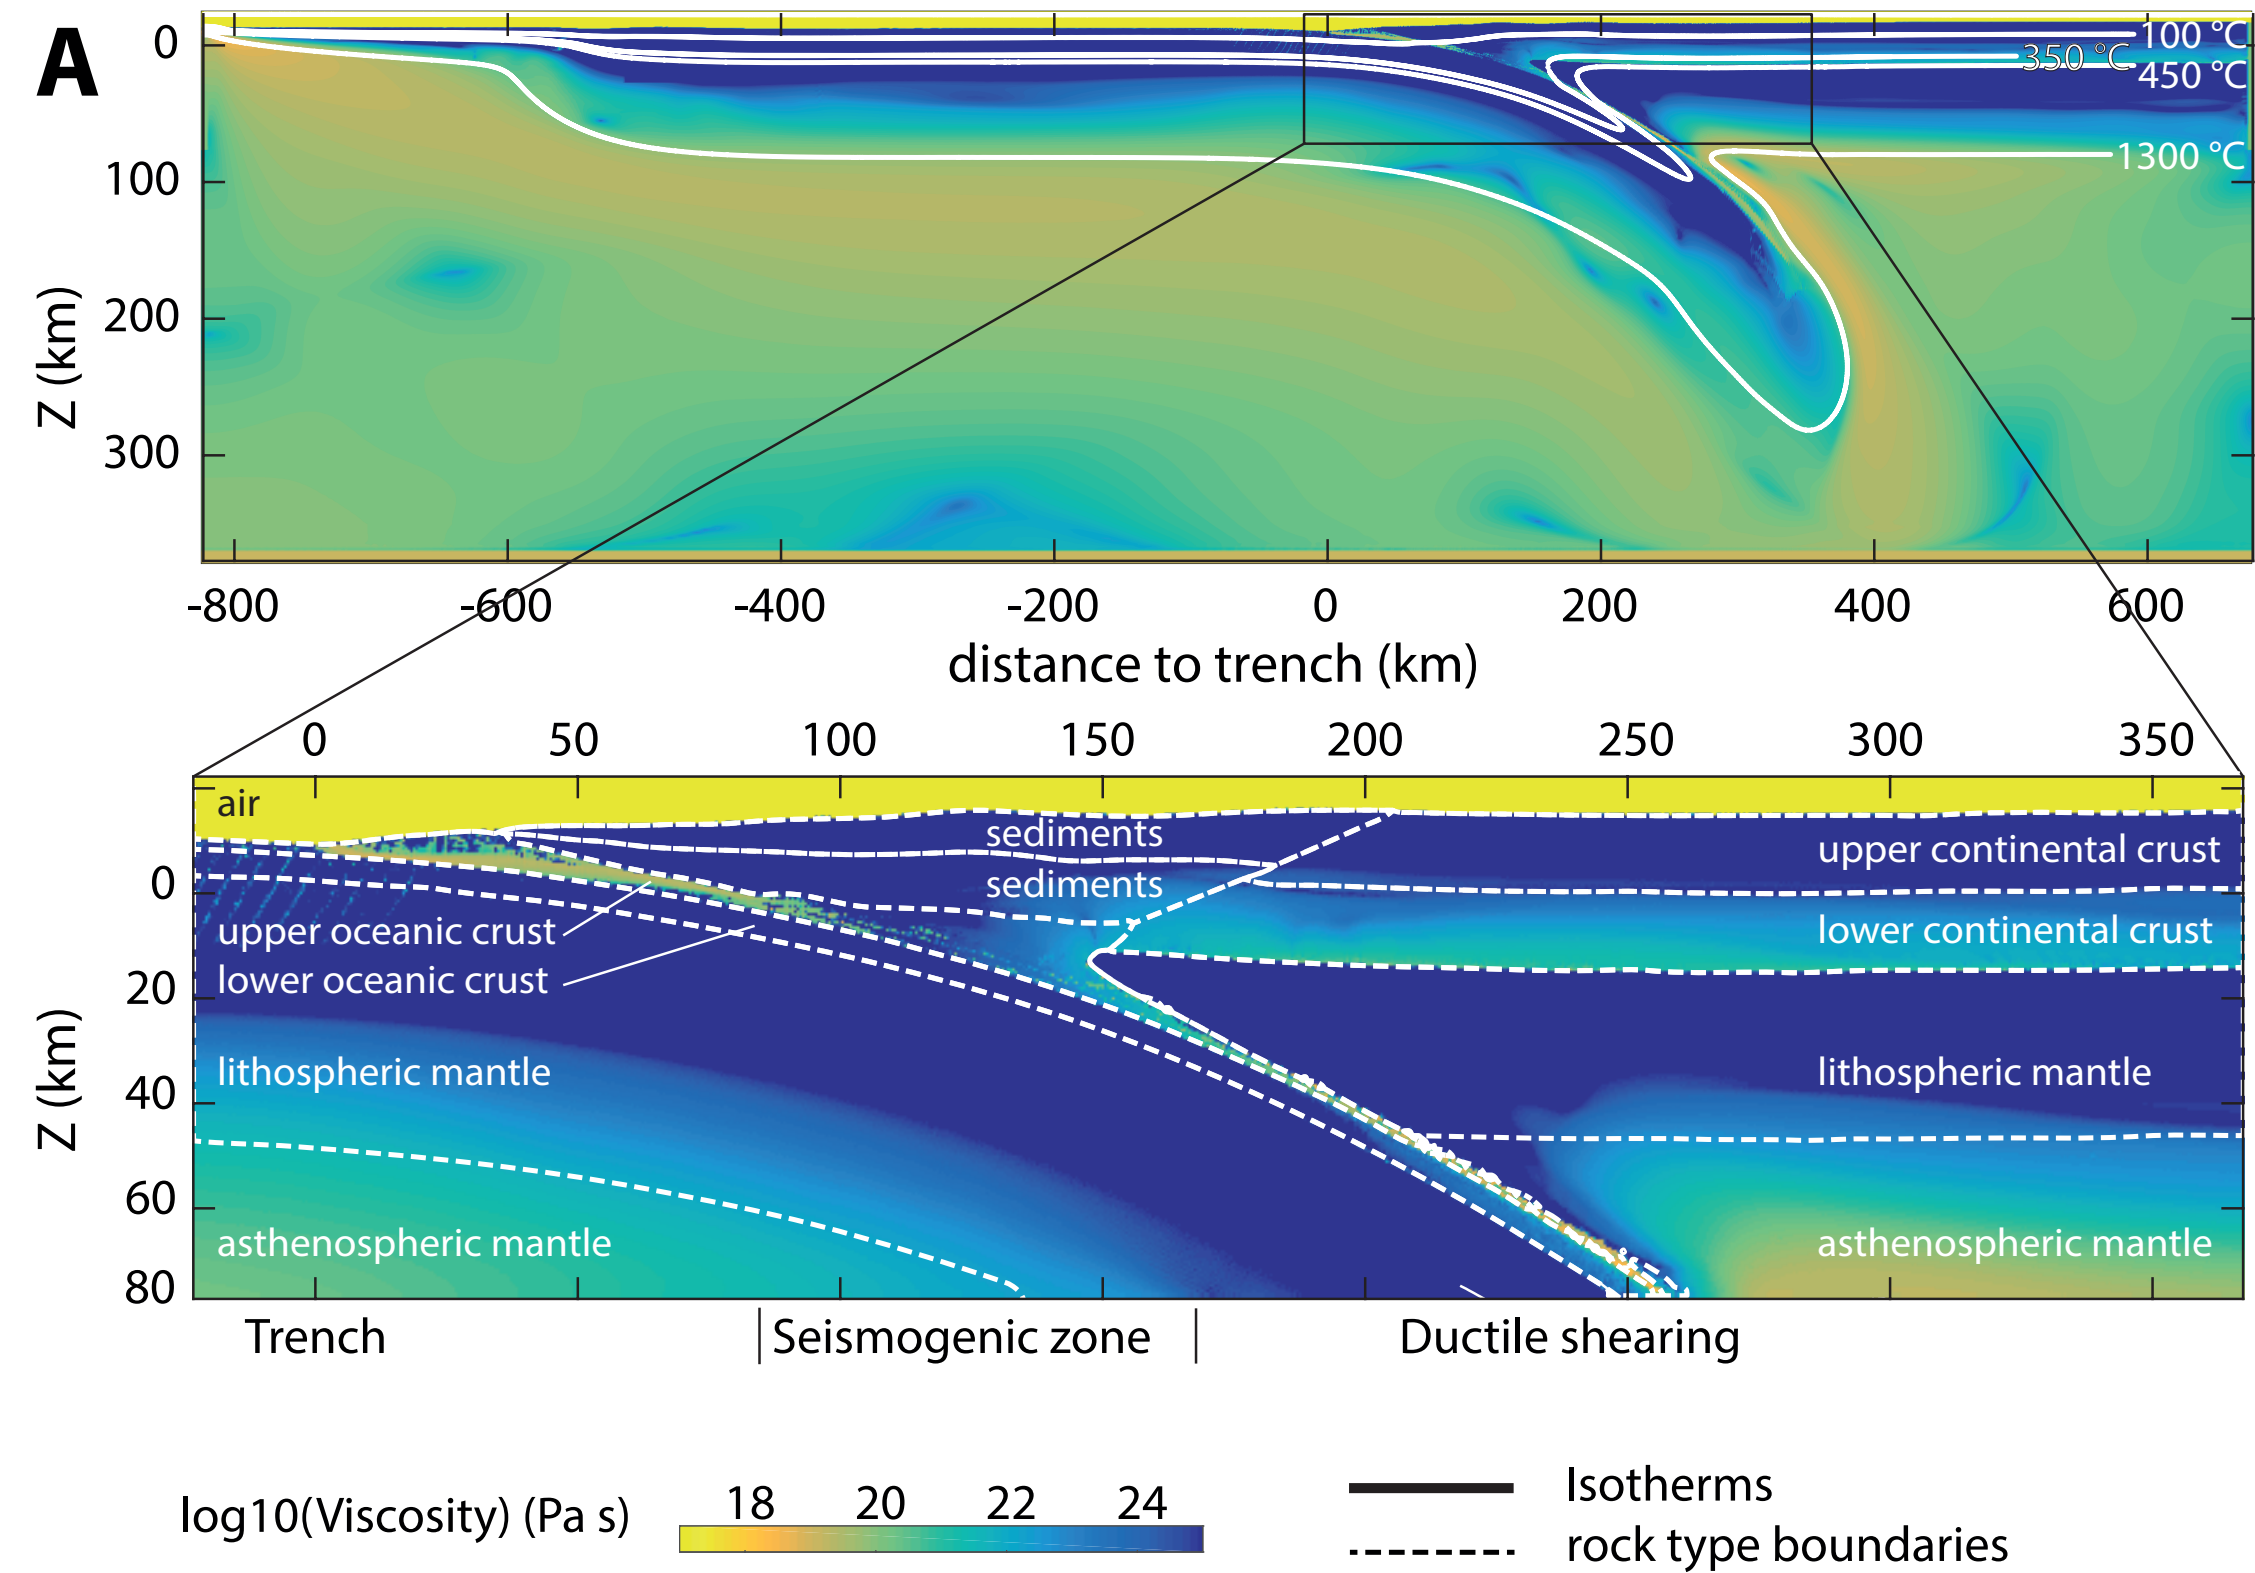 A
0
100
200
300
Z (km)
100 °C
350 °C
450 °C
1300 °C
-800 -600 -400 -200 0 200 400 600
distance to trench (km)
0 50 100 150 200 250 300 350
air
sediments
sediments
upper continental crust
lower continental crust
upper oceanic crust
lower oceanic crust
lithospheric mantle
lithospheric mantle
asthenospheric mantle
asthenospheric mantle
0
20
40
60
80
Z (km)
Trench | Seismogenic zone | Ductile shearing
log10(Viscosity) (Pa s)
18 20 22 24
Isotherms
rock type boundaries